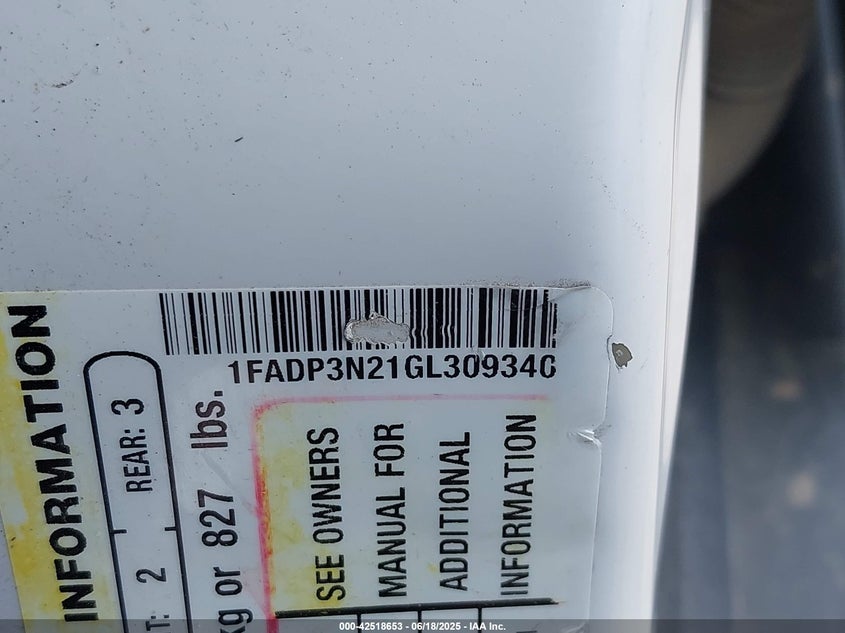 1FADP3N21GL309346
INFORMATION
T: 2 REAR: 3
kg or 827 lbs.
SEE OWNERS
MANUAL FOR
ADDITIONAL
INFORMATION
000-42518653 - 06/18/2025 - IAA Inc.